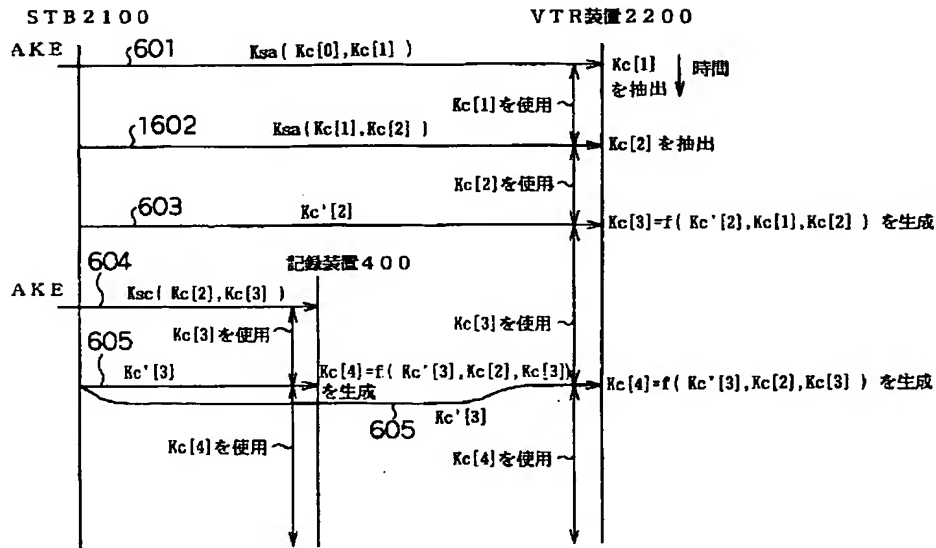 STB2100 VTR装置2200
AKE 601 Ksa(Kc[0],Kc[1]) Kc[1] 時間
を抽出
Kc[1]を使用
1602 Ksa(Kc[1],Kc[2]) Kc[2]を抽出
Kc[2]を使用
603 Kc'[2] Kc[3]=f(Kc'[2],Kc[1],Kc[2])を生成
604 記録装置400
AKE Ksc(Kc[2],Kc[3])
Kc[3]を使用 Kc[3]を使用
605 Kc'[3] Kc[4]=f(Kc'[3],Kc[2],Kc[3]) Kc[4]=f(Kc'[3],Kc[2],Kc[3])を生成
を生成
605 Kc'[3]
Kc[4]を使用 Kc[4]を使用